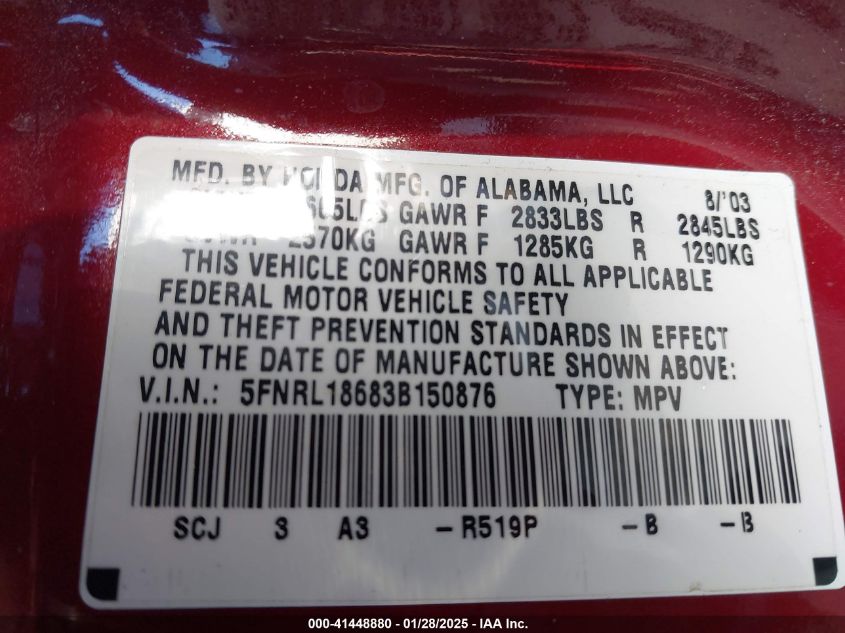 MFD. BY HONDA MFG. OF ALABAMA, LLC 8/'03
GAWR F 2833LBS R 2845LBS
2570KG GAWR F 1285KG R 1290KG
THIS VEHICLE CONFORMS TO ALL APPLICABLE
FEDERAL MOTOR VEHICLE SAFETY
AND THEFT PREVENTION STANDARDS IN EFFECT
ON THE DATE OF MANUFACTURE SHOWN ABOVE:
V.I.N.: 5FNRL18683B150876 TYPE: MPV
SCJ 3 A3 -R519P -B -B
000-41448880 - 01/28/2025 - IAA Inc.